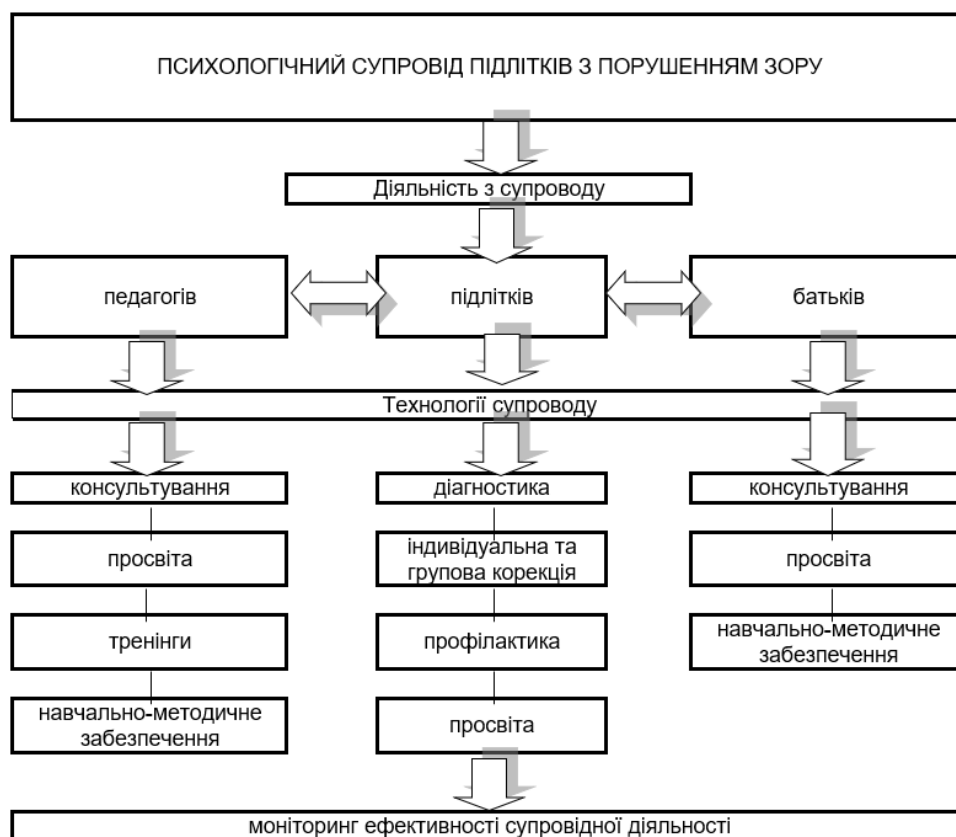 ПСИХОЛОГІЧНИЙ СУПРОВІД ПІДЛІТКІВ З ПОРУШЕННЯМ ЗОРУ
Діяльність з супроводу
педагогів
підлітків
батьків
Технології супроводу
консультування
діагностика
консультування
просвіта
індивідуальна та
групова корекція
просвіта
тренінги
профілактика
навчально-методичне
забезпечення
навчально-методичне
забезпечення
просвіта
моніторинг ефективності супровідної діяльності